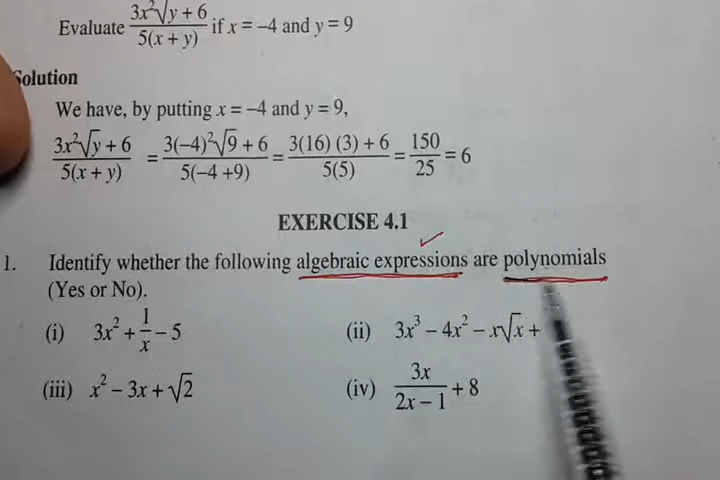 Evaluate 3x²√y + 6 / 5(x + y) if x = –4 and y = 9
Solution
We have, by putting x = –4 and y = 9,
3x²√y + 6 / 5(x + y) = 3(–4)²√9 + 6 / 5(–4 +9) = 3(16) (3) + 6 / 5(5) = 150 / 25 = 6
EXERCISE 4.1
1. Identify whether the following algebraic expressions are polynomials
(Yes or No).
(i) 3x² + 1/x – 5 (ii) 3x³ – 4x² – x√x +
(iii) x² – 3x + √2 (iv) 3x / 2x – 1 + 8